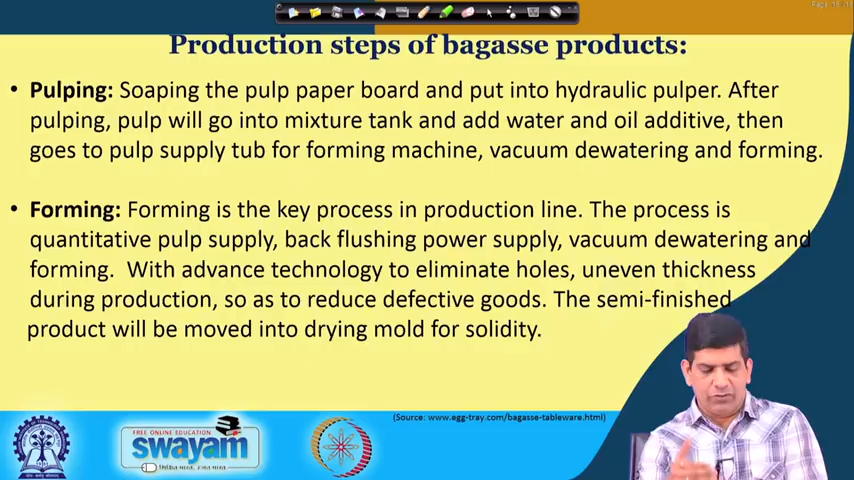 Production steps of bagasse products:
• Pulping: Soaping the pulp paper board and put into hydraulic pulper. After
pulping, pulp will go into mixture tank and add water and oil additive, then
goes to pulp supply tub for forming machine, vacuum dewatering and forming.
• Forming: Forming is the key process in production line. The process is
quantitative pulp supply, back flushing power supply, vacuum dewatering and
forming. With advance technology to eliminate holes, uneven thickness
during production, so as to reduce defective goods. The semi-finished
product will be moved into drying mold for solidity.
(Source: www.egg-tray.com/bagasse-tableware.html)
FREE ONLINE EDUCATION
swayam